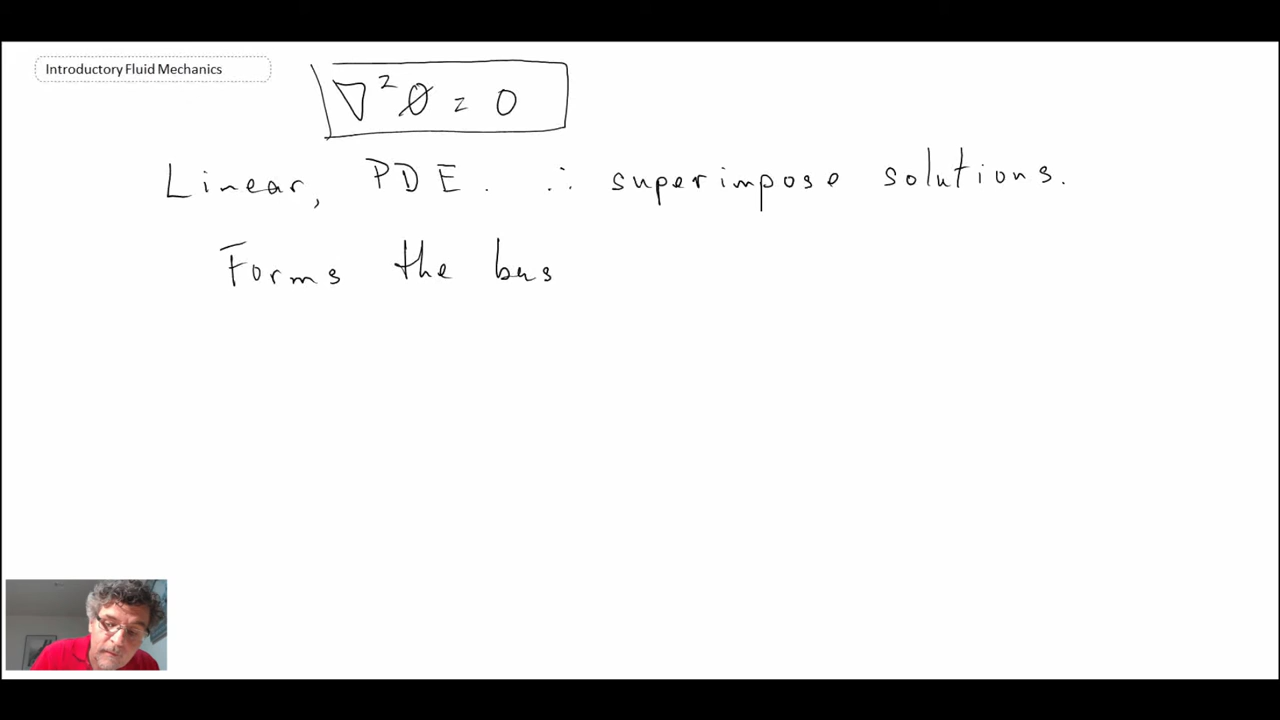 Introductory Fluid Mechanics
∇²φ = 0
Linear, PDE. ∴ superimpose solutions.
Forms the bas